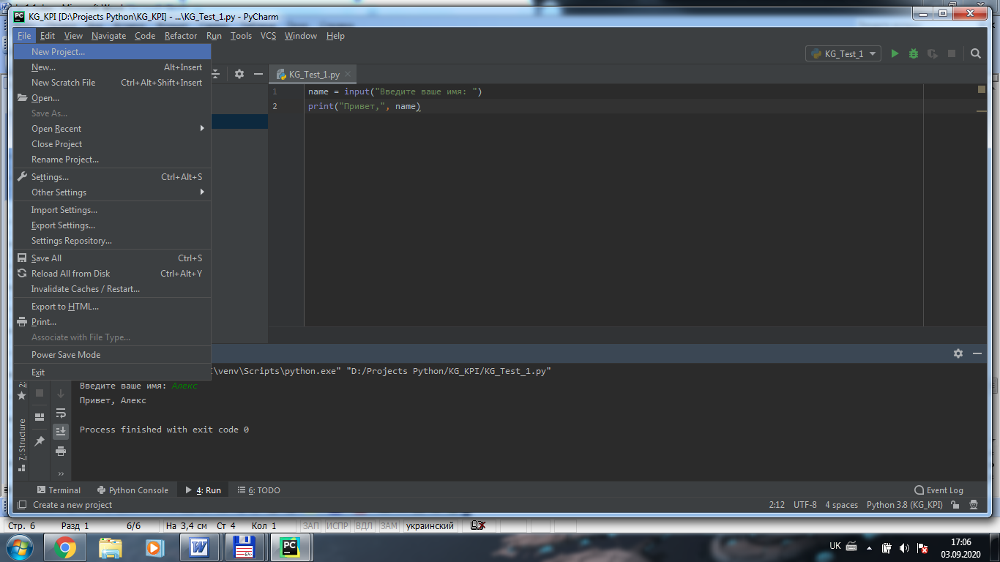 KG_KPI [D:\Projects Python\KG_KPI] - ...\KG_Test_1.py - PyCharm
File Edit View Navigate Code Refactor Run Tools VCS Window Help
New Project...
New... Alt+Insert
New Scratch File Ctrl+Alt+Shift+Insert
Open...
Save As...
Open Recent
Close Project
Rename Project...
Settings... Ctrl+Alt+S
Other Settings
Import Settings...
Export Settings...
Settings Repository...
Save All Ctrl+S
Reload All from Disk Ctrl+Alt+Y
Invalidate Caches / Restart...
Export to HTML...
Print...
Associate with File Type...
Power Save Mode
Exit
KG_Test_1
KG_Test_1.py
1 name = input("Введите ваше имя: ")
2 print("Привет,", name)
\venv\Scripts\python.exe" "D:/Projects Python/KG_KPI/KG_Test_1.py"
Введите ваше имя: Алекс
Привет, Алекс
Process finished with exit code 0
2:
7: Structure
Terminal Python Console 4: Run 6: TODO Event Log
Create a new project 2:12 UTF-8 4 spaces Python 3.8 (KG_KPI)
Стр. 6 Разд 1 6/6 На 3,4 см Ст 4 Кол 1 ЗАП ИСПР ВДЛ ЗАМ украинский
64
PC
UK 17:06
03.09.2020